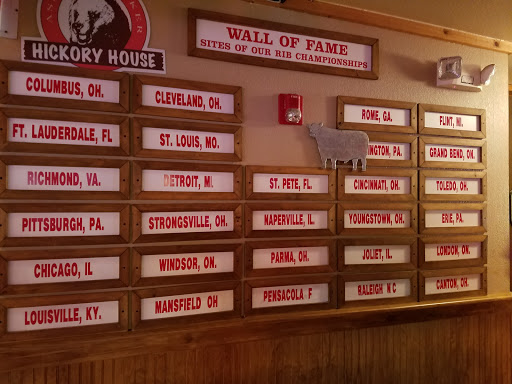 HICKORY HOUSE
WALL OF FAME
SITES OF OUR RIB CHAMPIONSHIPS
COLUMBUS, OH.
CLEVELAND, OH.
FT. LAUDERDALE, FL
ST. LOUIS, MO.
RICHMOND, VA.
DETROIT, MI.
PITTSBURGH, PA.
STRONGSVILLE, OH.
CHICAGO, IL
WINDSOR, ON.
LOUISVILLE, KY.
MANSFIELD OH
ST. PETE, FL.
NAPERVILLE, IL.
PARMA, OH.
PENSACOLA F
ROME, GA.
INGTON, PA.
CINCINNATI, OH.
YOUNGSTOWN, OH.
JOLIET, IL.
RALEIGH N C
FLINT, MI.
GRAND BEND, ON.
TOLEDO, OH.
ERIE, PA.
LONDON, ON.
CANTON, OH.